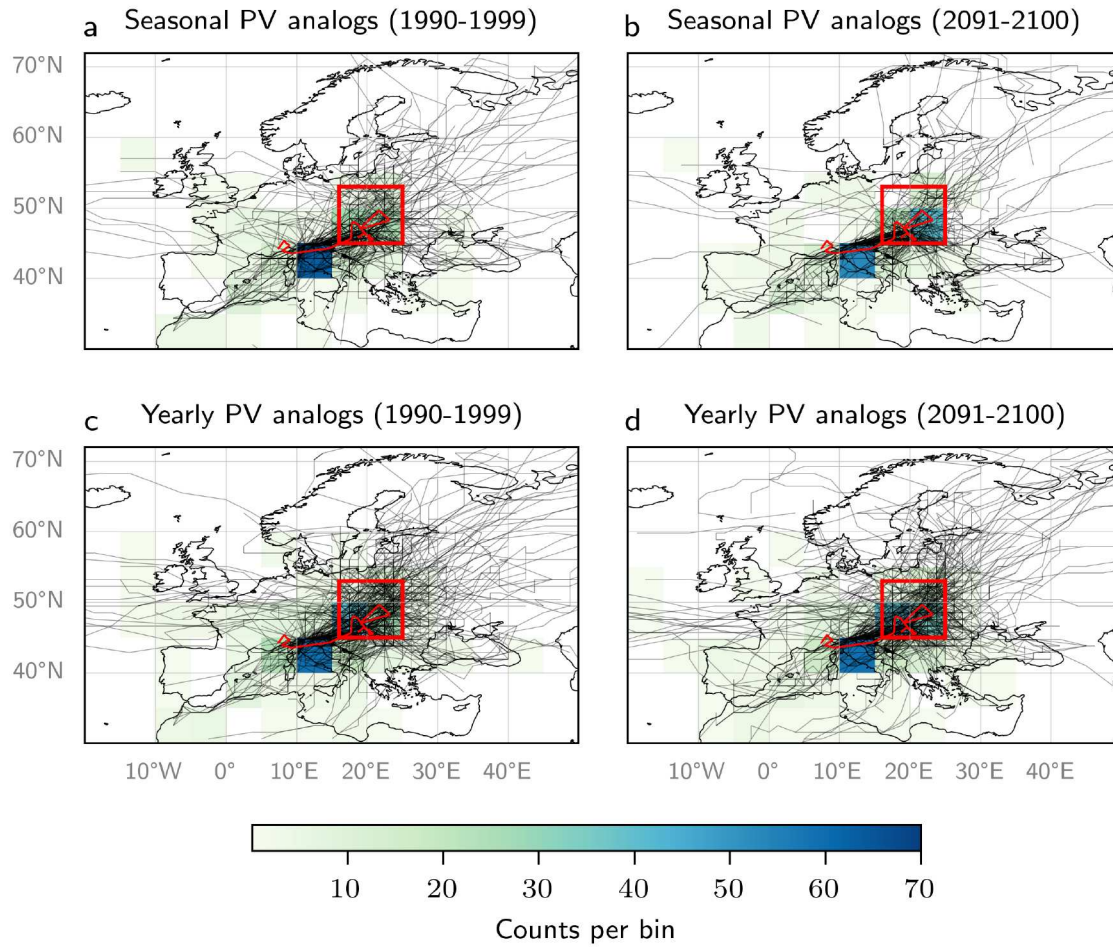 a Seasonal PV analogs (1990-1999)
b Seasonal PV analogs (2091-2100)
70°N
60°N
50°N
40°N
c Yearly PV analogs (1990-1999)
d Yearly PV analogs (2091-2100)
70°N
60°N
50°N
40°N
10°W 0° 10°E 20°E 30°E 40°E
10°W 0° 10°E 20°E 30°E 40°E
10 20 30 40 50 60 70
Counts per bin